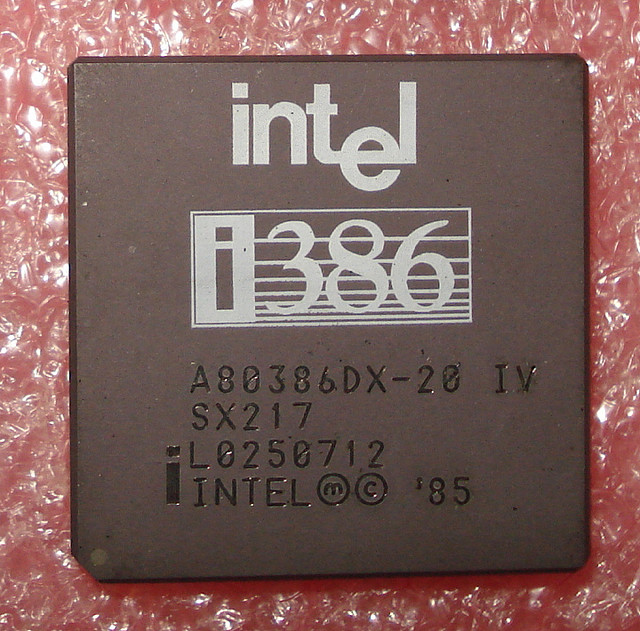 intel
i386
A80386DX-20 IV
SX217
L0250712
INTEL Ⓜ © '85